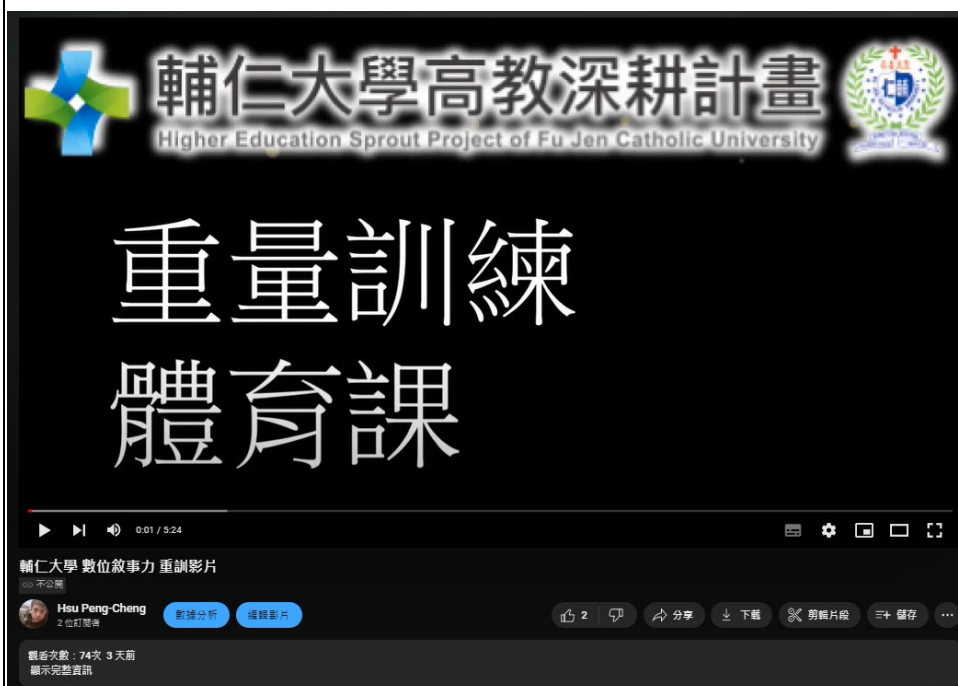 輔仁大學高教深耕計畫
Higher Education Sprout Project of Fu Jen Catholic University
重量訓練
體育課
0:01 / 5:24
輔仁大學 數位敘事力 重訓影片
不公開
Hsu Peng-Cheng
2 位訂閱者
數據分析
編輯影片
2
分享
下載
剪輯片段
儲存
觀看次數：74次 3 天前
顯示完整資訊